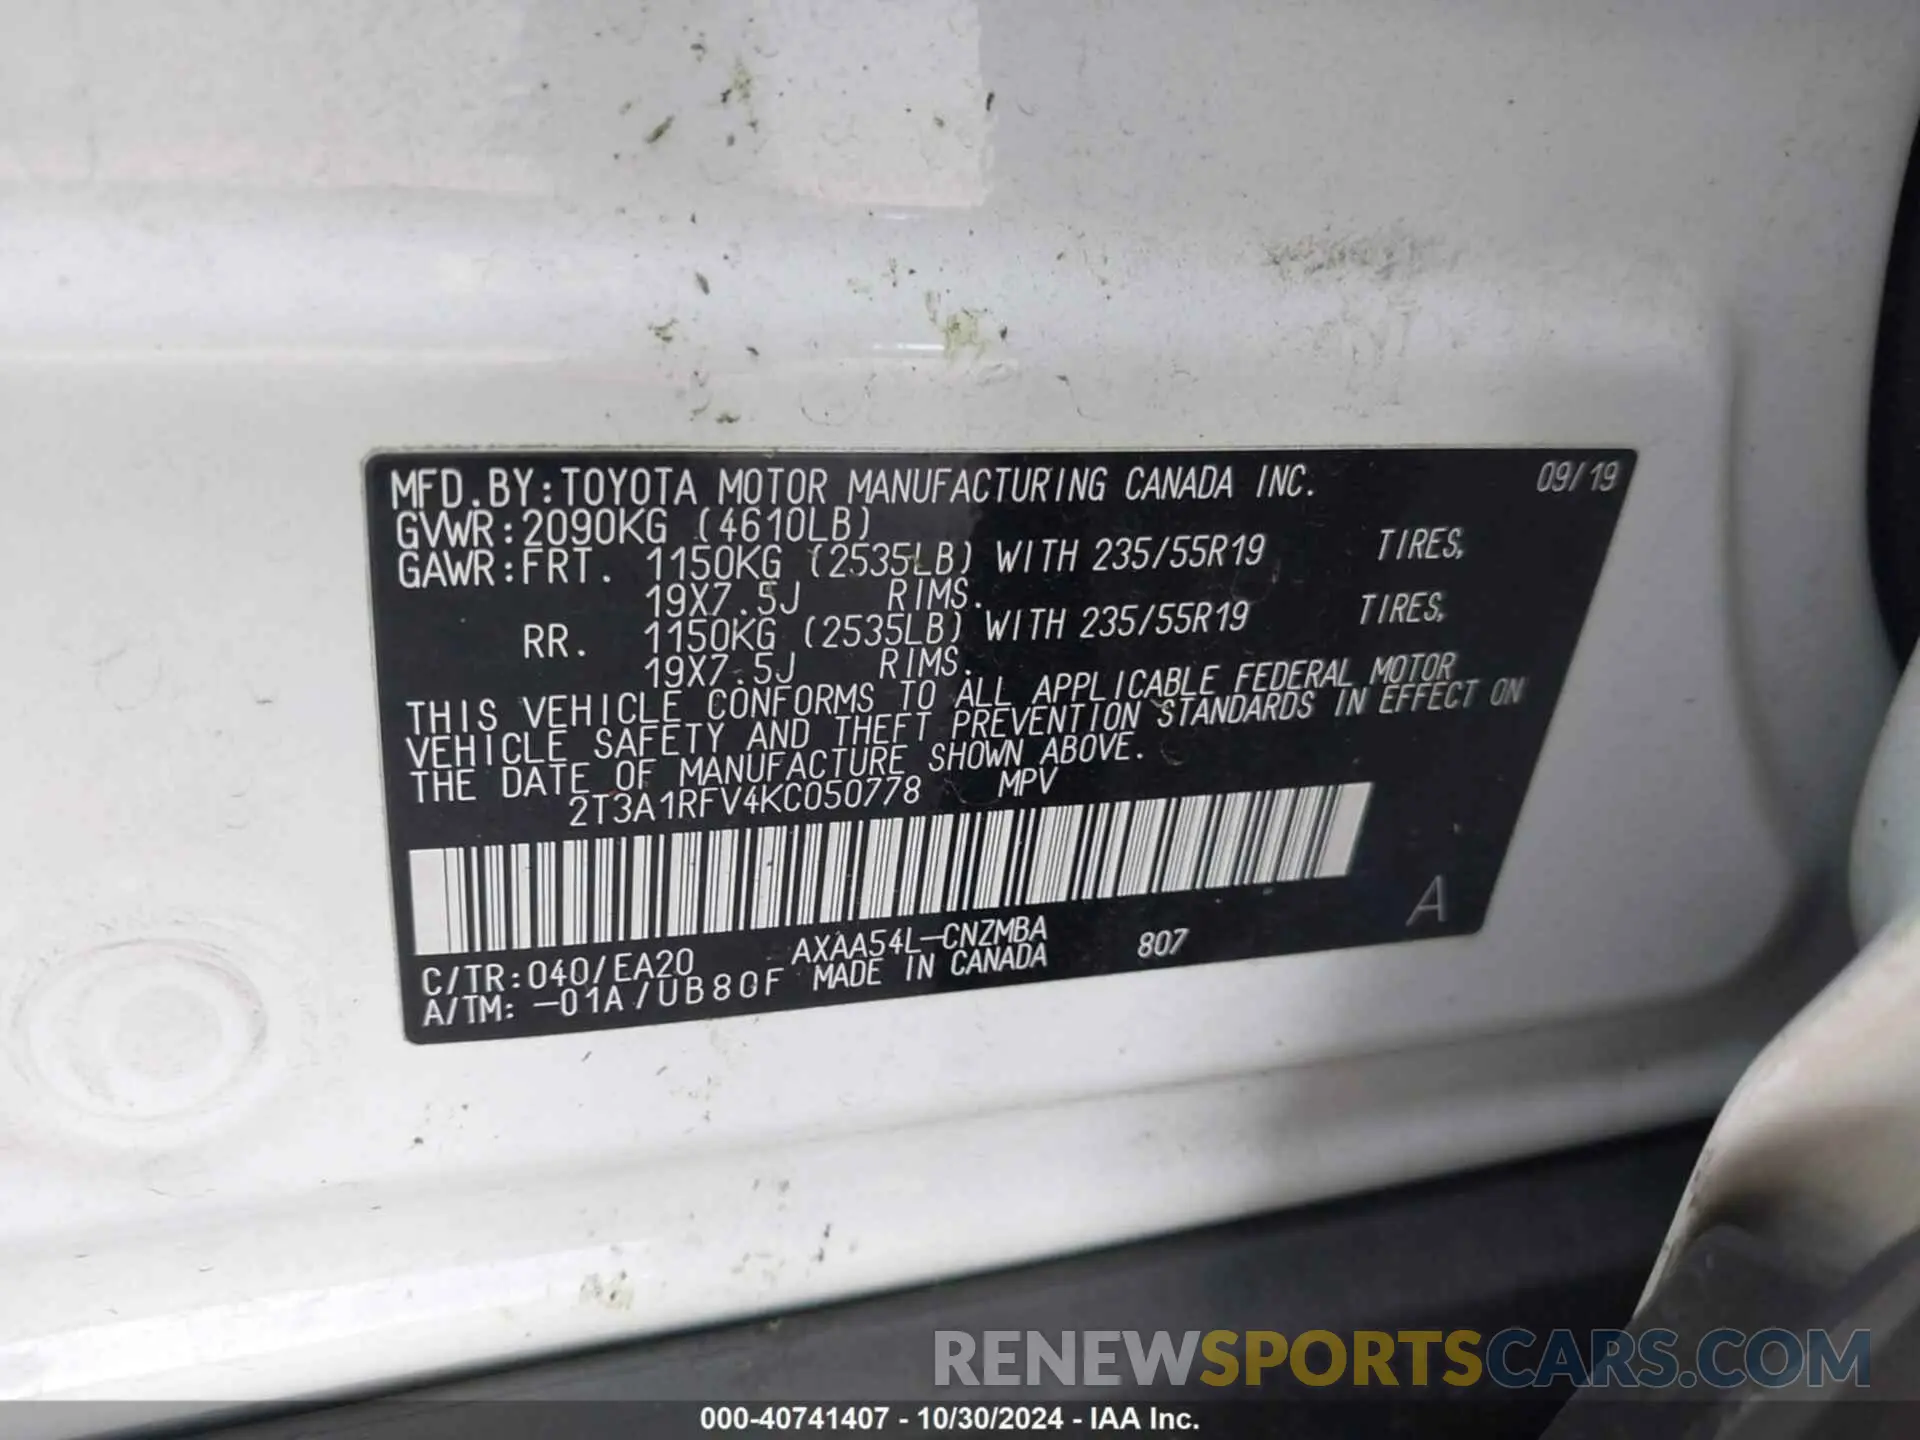 MFD.BY:TOYOTA MOTOR MANUFACTURING CANADA INC. 09/19
GVWR:2090KG (4610LB)
GAWR:FRT. 1150KG (2535LB) WITH 235/55R19 TIRES,
19X7.5J RIMS.
RR. 1150KG (2535LB) WITH 235/55R19 TIRES,
19X7.5J RIMS.
THIS VEHICLE CONFORMS TO ALL APPLICABLE FEDERAL MOTOR
VEHICLE SAFETY AND THEFT PREVENTION STANDARDS IN EFFECT ON
THE DATE OF MANUFACTURE SHOWN ABOVE.
2T3A1RFV4KC050778 MPV
A
C/TR:040/EA20 AXAA54L-CNZMBA 807
A/TM: -01A/UB80F MADE IN CANADA
RENEWSPORTSCARS.COM
000-40741407 - 10/30/2024 - IAA Inc.